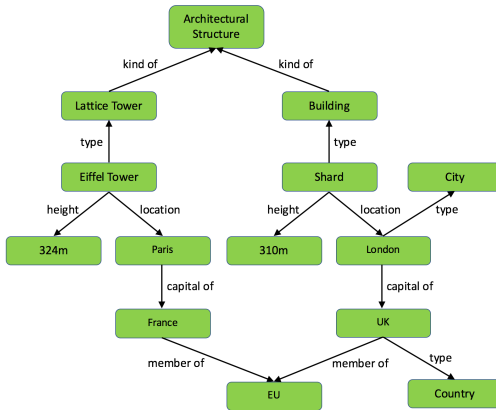 Architectural
Structure
kind of
kind of
Lattice Tower
Building
type
type
Eiffel Tower
Shard
City
height
location
height
location
type
324m
Paris
310m
London
capital of
capital of
France
UK
member of
member of
type
EU
Country